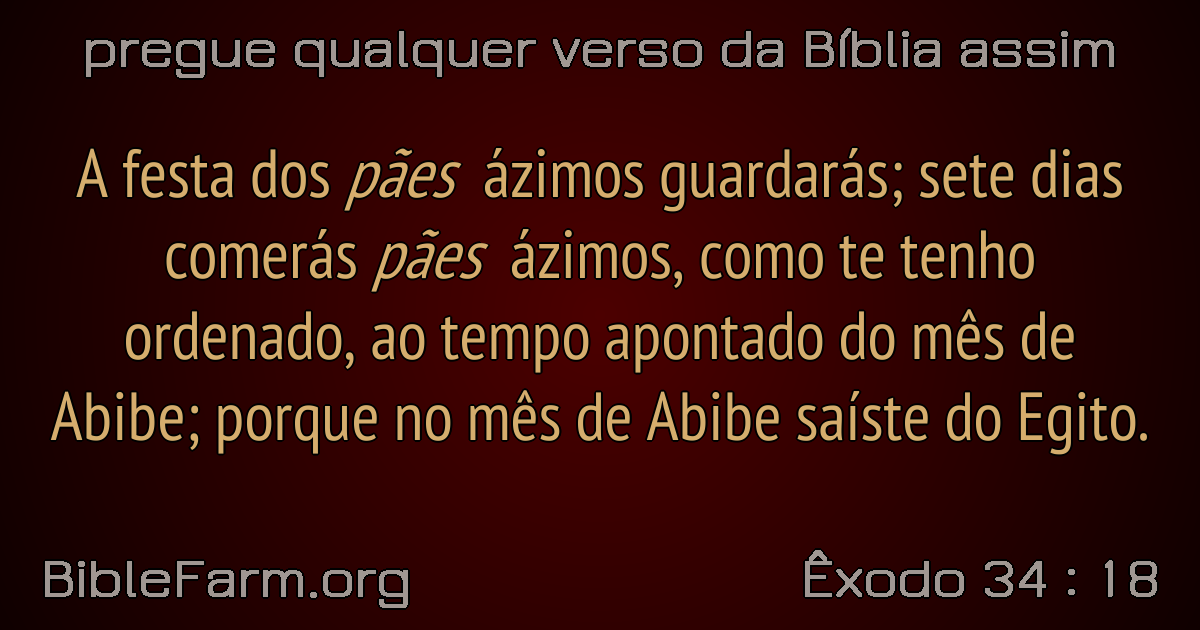 pregue qualquer verso da Bíblia assim
A festa dos pães ázimos guardarás; sete dias
comerás pães ázimos, como te tenho
ordenado, ao tempo apontado do mês de
Abibe; porque no mês de Abibe saíste do Egito.
BibleFarm.org
Êxodo 34 : 18